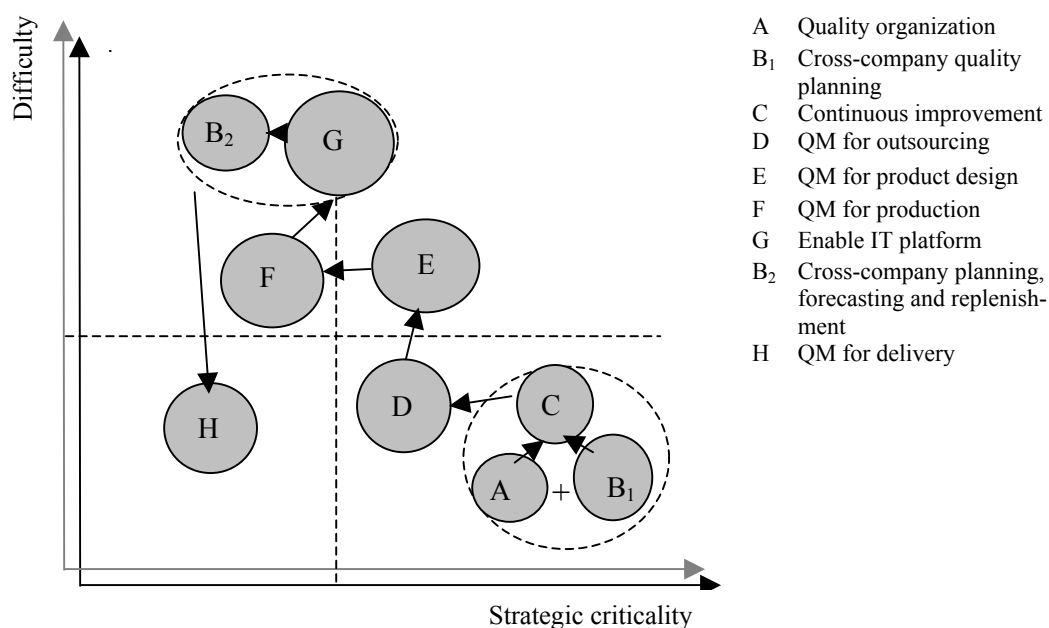 Difficulty
B₂
G
F
E
D
C
H
A
+
B₁
Strategic criticality
A Quality organization
B₁ Cross-company quality
planning
C Continuous improvement
D QM for outsourcing
E QM for product design
F QM for production
G Enable IT platform
B₂ Cross-company planning,
forecasting and replenish-
ment
H QM for delivery